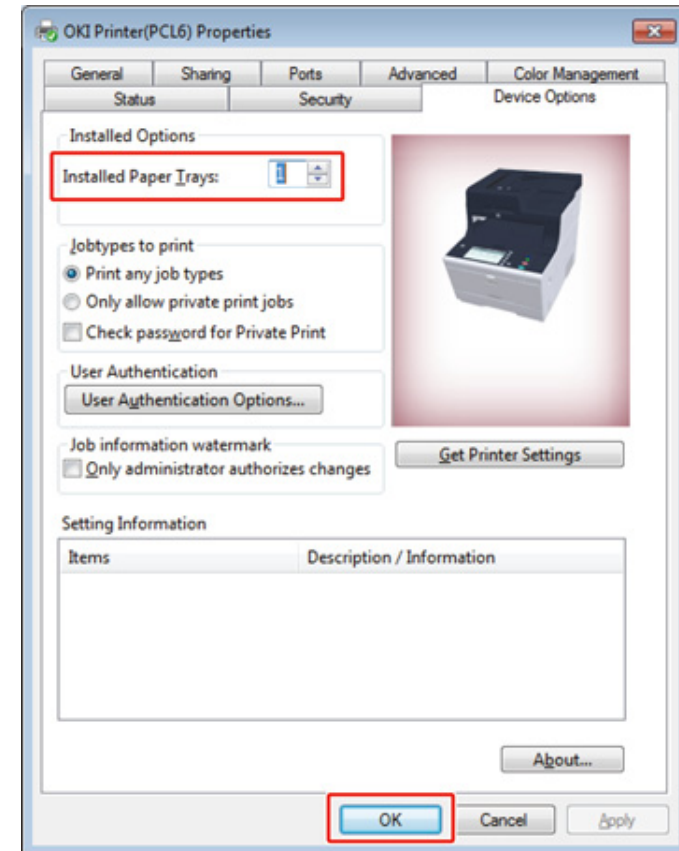 OKI Printer(PCL6) Properties
General Sharing Ports Advanced Color Management
Status Security Device Options
Installed Options
Installed Paper Trays: 1
Jobtypes to print
Print any job types
Only allow private print jobs
Check password for Private Print
User Authentication
User Authentication Options...
Job information watermark
Only administrator authorizes changes
Get Printer Settings
Setting Information
Items Description / Information
About...
OK Cancel Apply